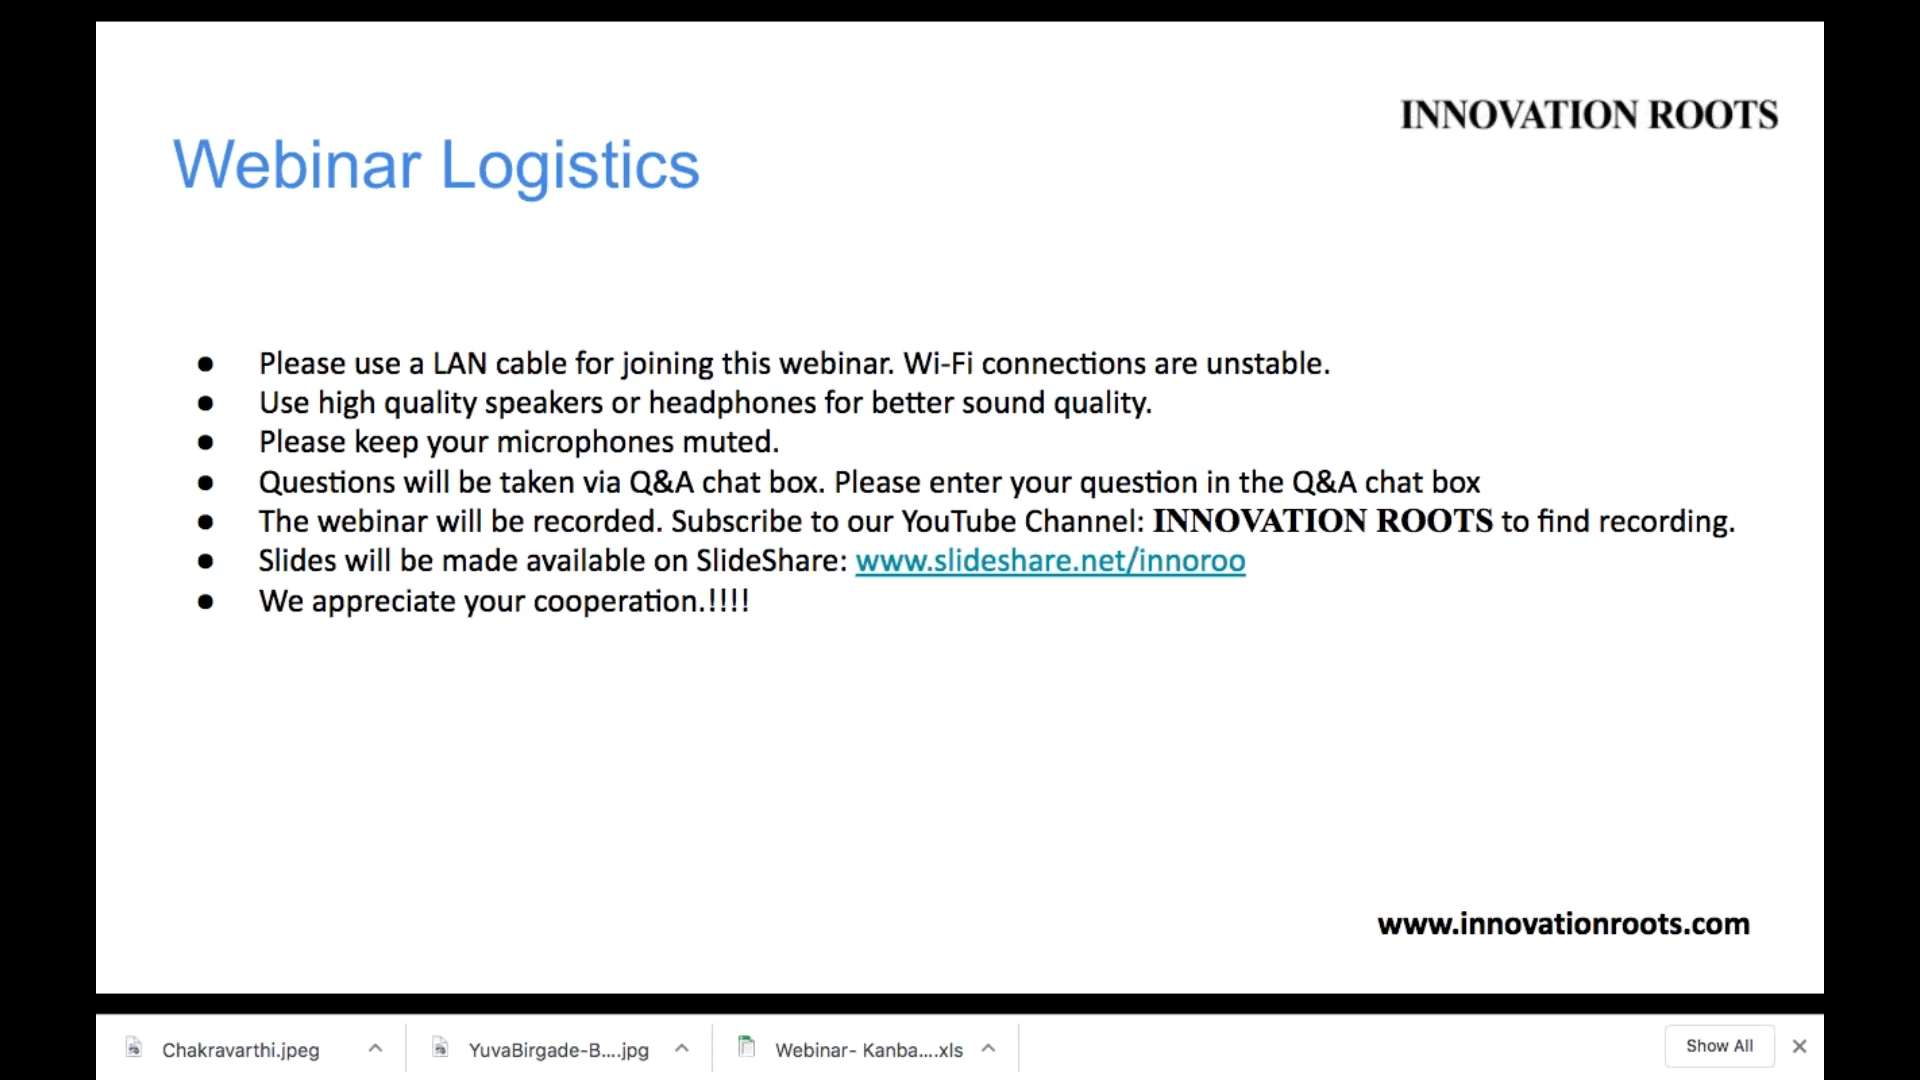 INNOVATION ROOTS
Webinar Logistics
● Please use a LAN cable for joining this webinar. Wi-Fi connections are unstable.
● Use high quality speakers or headphones for better sound quality.
● Please keep your microphones muted.
● Questions will be taken via Q&A chat box. Please enter your question in the Q&A chat box
● The webinar will be recorded. Subscribe to our YouTube Channel: INNOVATION ROOTS to find recording.
● Slides will be made available on SlideShare: www.slideshare.net/innoroo
● We appreciate your cooperation.!!!!
www.innovationroots.com
Chakravarthi.jpeg YuvaBirgade-B....jpg Webinar- Kanba....xls Show All